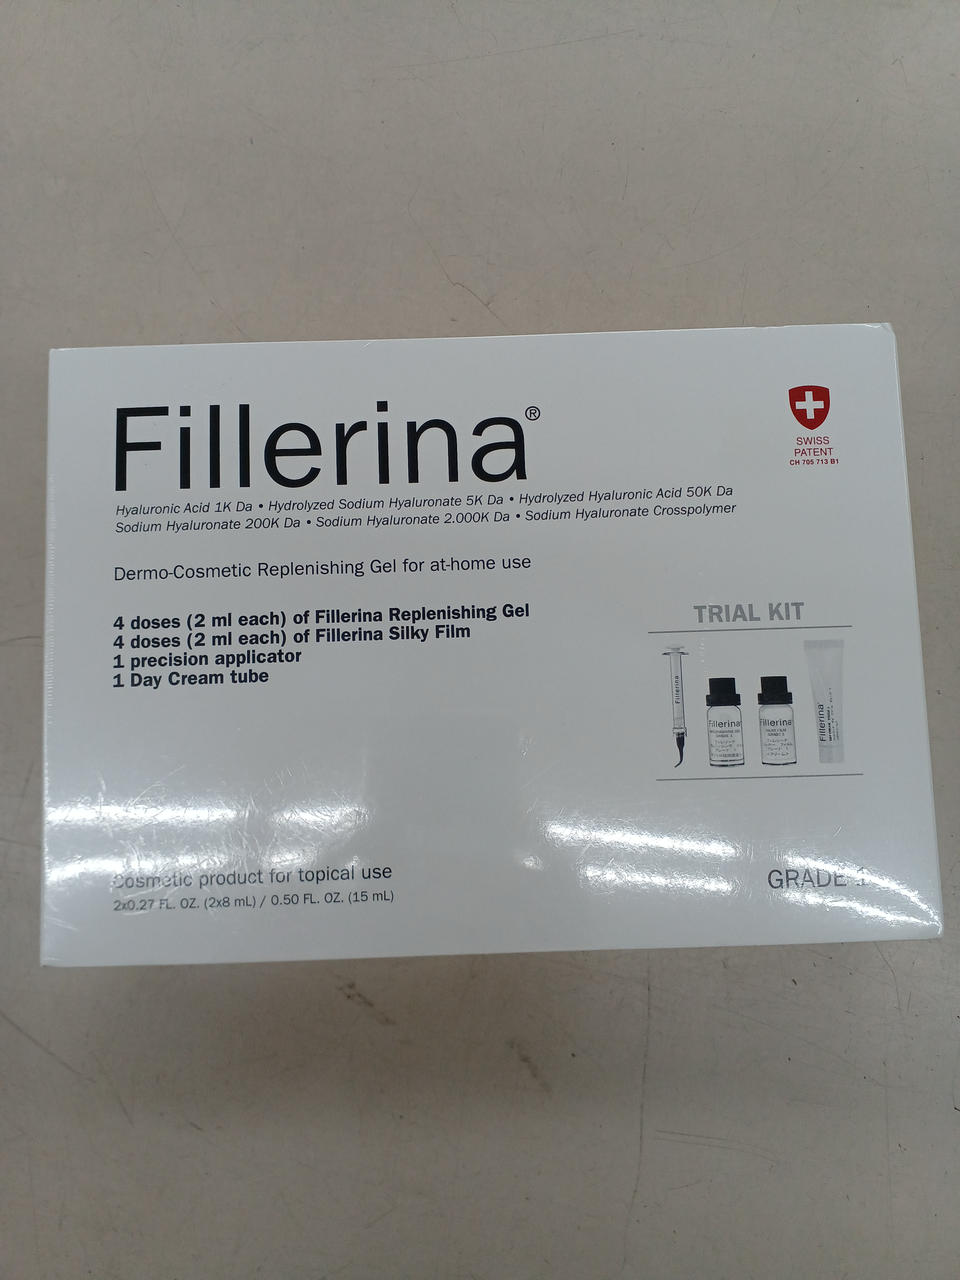 Fillerina®
SWISS
PATENT
CH 705 713 B1
Hyaluronic Acid 1K Da • Hydrolyzed Sodium Hyaluronate 5K Da • Hydrolyzed Hyaluronic Acid 50K Da
Sodium Hyaluronate 200K Da • Sodium Hyaluronate 2.000K Da • Sodium Hyaluronate Crosspolymer
Dermo-Cosmetic Replenishing Gel for at-home use
4 doses (2 ml each) of Fillerina Replenishing Gel
4 doses (2 ml each) of Fillerina Silky Film
1 precision applicator
1 Day Cream tube
TRIAL KIT
Fillerina
Fillerina
Fillerina
Fillerina
Cosmetic product for topical use
2x0.27 FL. OZ. (2x8 mL) / 0.50 FL. OZ. (15 mL)
GRADE 1